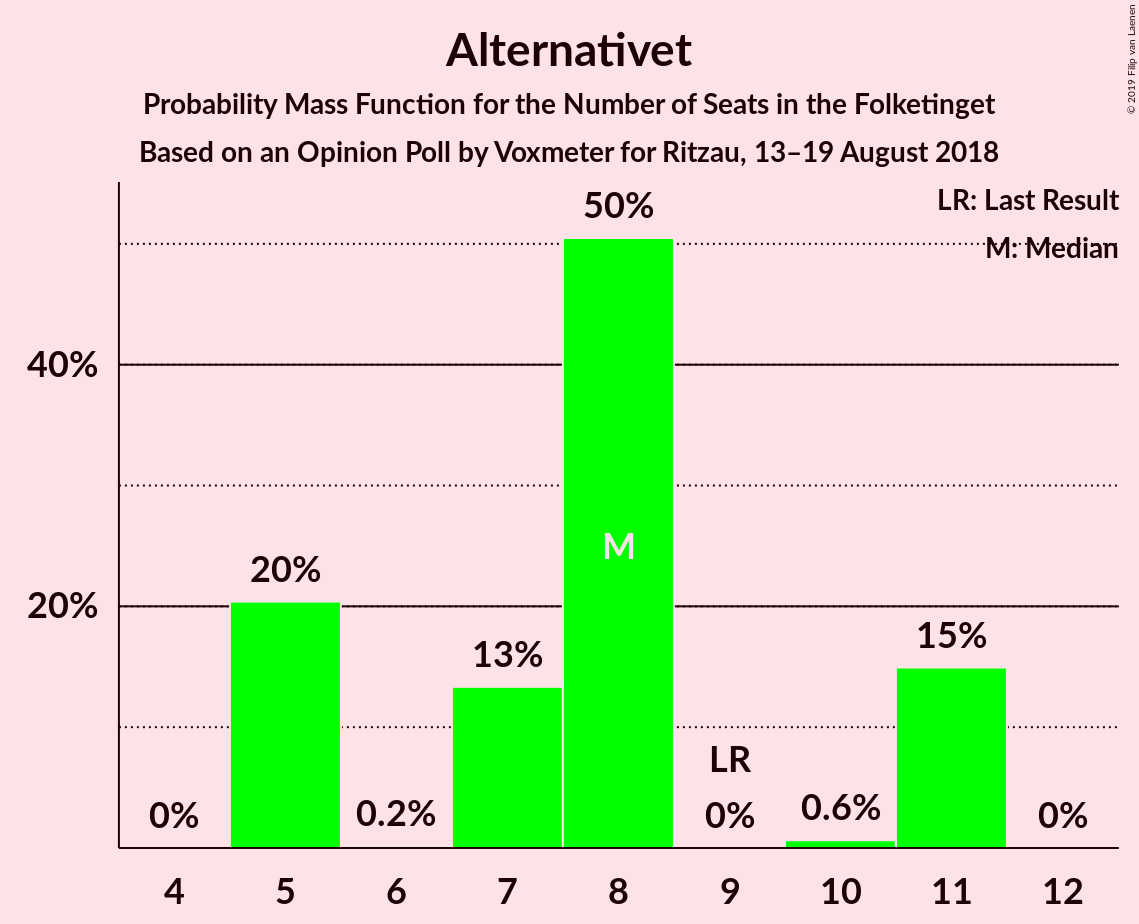 Alternativet
Probability Mass Function for the Number of Seats in the Folketinget
Based on an Opinion Poll by Voxmeter for Ritzau, 13–19 August 2018
© 2019 Filip van Laenen
LR: Last Result
M: Median
50%
40%
M
20%
20%
15%
13%
LR
0%
0.2%
0%
0.6%
0%
4 5 6 7 8 9 10 11 12